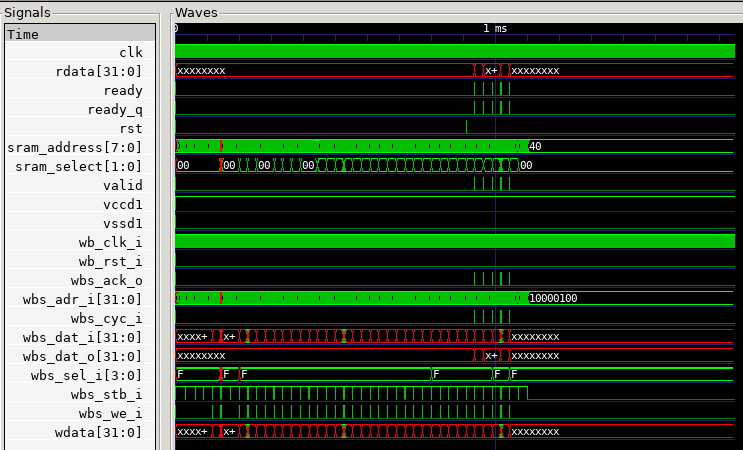 Signals Waves
Time 0 1 ms
clk
rdata[31:0] xxxxxxxx x+ xxxxxxxx
ready
ready_q
rst
sram_address[7:0] 40
sram_select[1:0] 00 00 00 00 00
valid
vccd1
vssd1
wb_clk_i
wb_rst_i
wbs_ack_o
wbs_adr_i[31:0] 10000100
wbs_cyc_i
wbs_dat_i[31:0] xxxx+ x+ xxxxxxxx
wbs_dat_o[31:0] xxxxxxxx x+ xxxxxxxx
wbs_sel_i[3:0] F F F F F F
wbs_stb_i
wbs_we_i
wdata[31:0] xxxx+ x+ xxxxxxxx